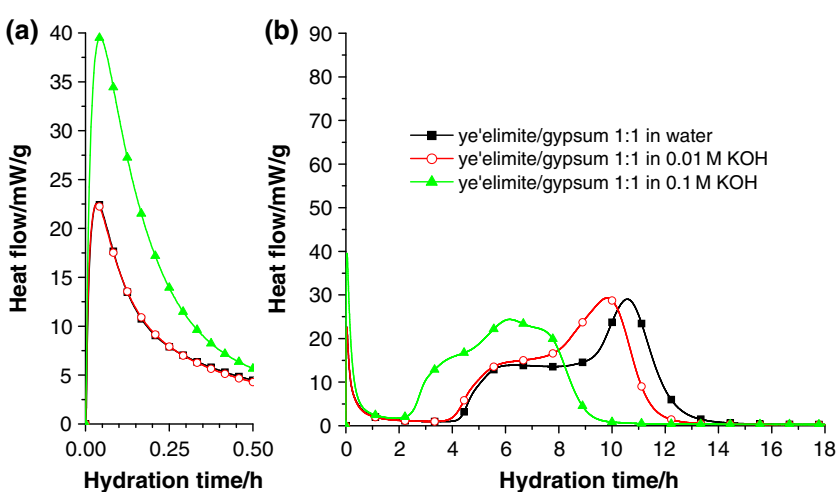 (a)
40
35
30
25
20
15
10
5
0
Heat flow/mW/g
0.00
0.25
0.50
Hydration time/h
(b)
90
80
70
60
50
40
30
20
10
0
Heat flow/mW/g
ye'elimite/gypsum 1:1 in water
ye'elimite/gypsum 1:1 in 0.01 M KOH
ye'elimite/gypsum 1:1 in 0.1 M KOH
0 2 4 6 8 10 12 14 16 18
Hydration time/h